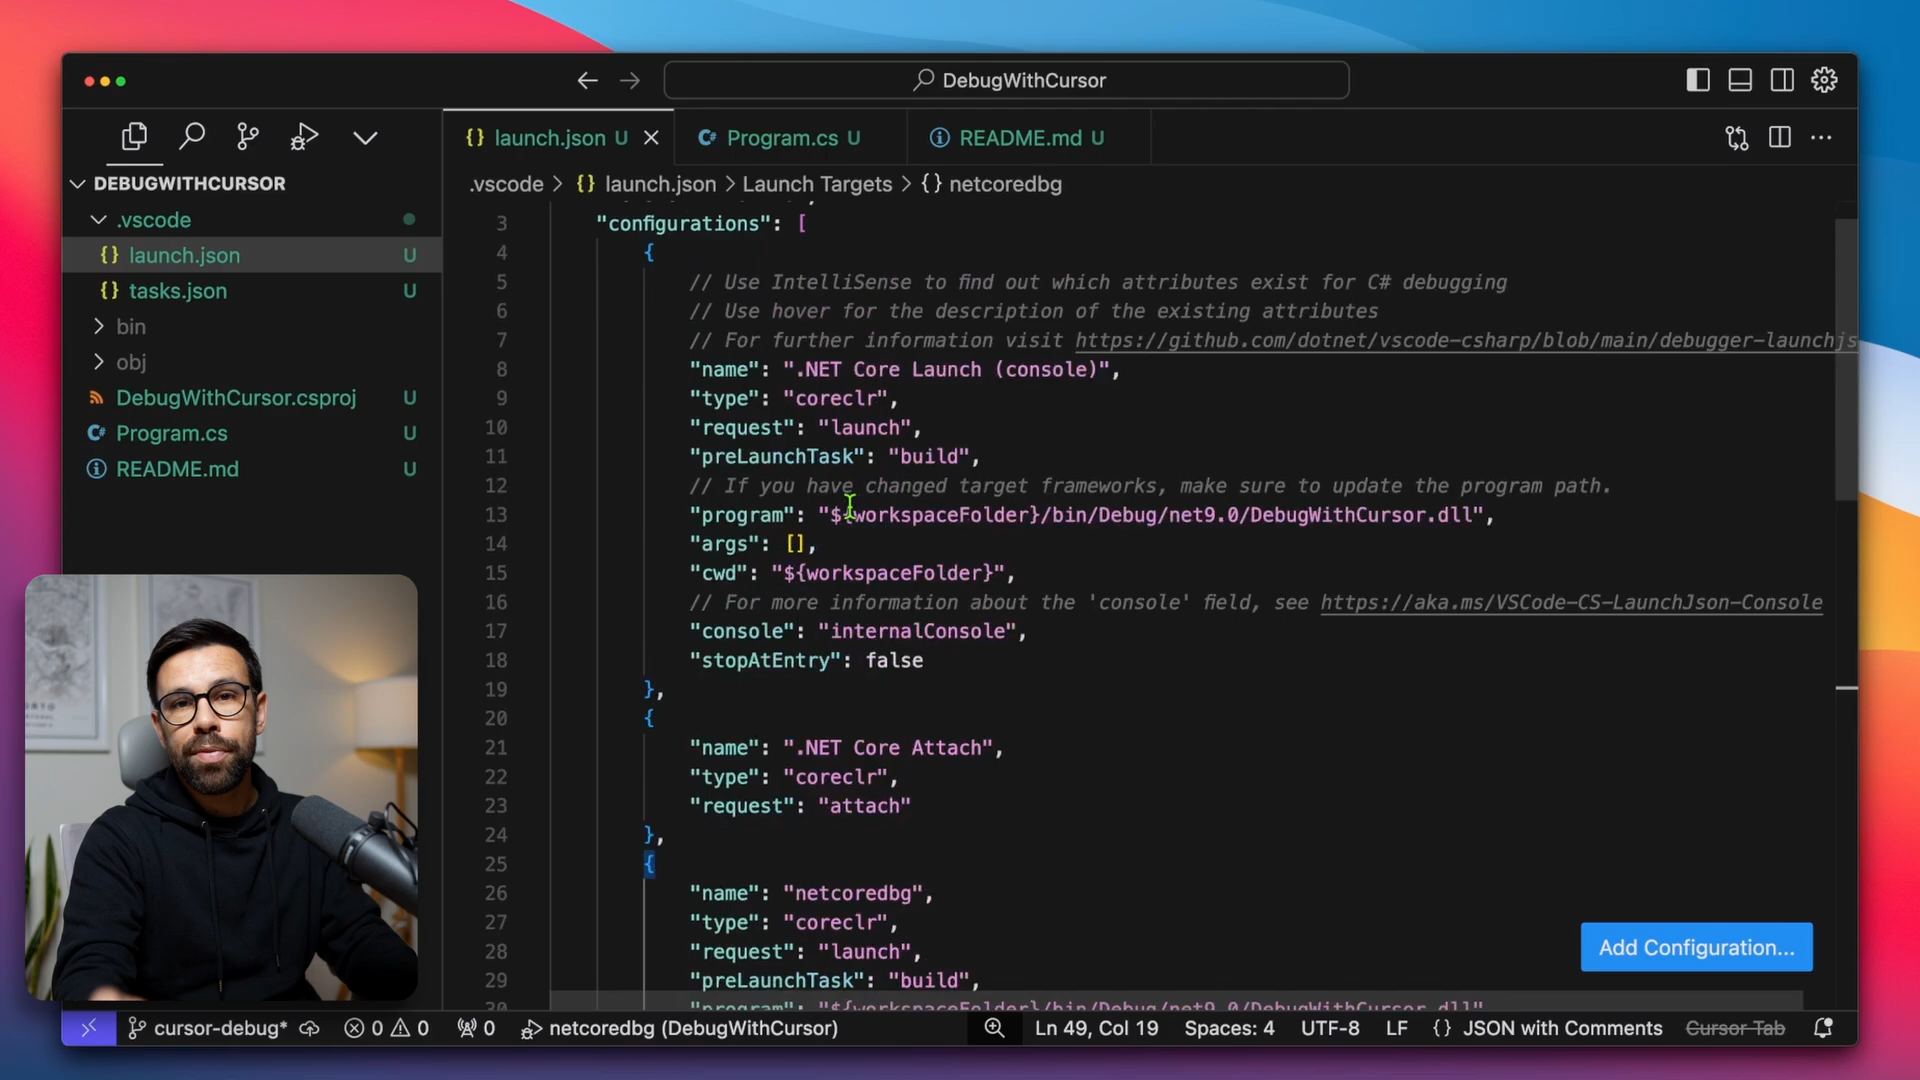 DebugWithCursor
launch.json U
Program.cs U
README.md U
.vscode > {} launch.json > Launch Targets > {} netcoredbg
DEBUGWITHCURSOR
.vscode
{} launch.json U
{} tasks.json U
bin
obj
DebugWithCursor.csproj U
Program.cs U
README.md U
3 "configurations": [
4 {
5 // Use IntelliSense to find out which attributes exist for C# debugging
6 // Use hover for the description of the existing attributes
7 // For further information visit https://github.com/dotnet/vscode-csharp/blob/main/debugger-launchjs
8 "name": ".NET Core Launch (console)",
9 "type": "coreclr",
10 "request": "launch",
11 "preLaunchTask": "build",
12 // If you have changed target frameworks, make sure to update the program path.
13 "program": "${workspaceFolder}/bin/Debug/net9.0/DebugWithCursor.dll",
14 "args": [],
15 "cwd": "${workspaceFolder}",
16 // For more information about the 'console' field, see https://aka.ms/VSCode-CS-LaunchJson-Console
17 "console": "internalConsole",
18 "stopAtEntry": false
19 },
20 {
21 "name": ".NET Core Attach",
22 "type": "coreclr",
23 "request": "attach"
24 },
25 {
26 "name": "netcoredbg",
27 "type": "coreclr",
28 "request": "launch",
29 "preLaunchTask": "build",
30 "program": "${workspaceFolder}/bin/Debug/net9.0/DebugWithCursor.dll"
Add Configuration...
cursor-debug* 0 0 0 netcoredbg (DebugWithCursor) Ln 49, Col 19 Spaces: 4 UTF-8 LF {} JSON with Comments Cursor Tab